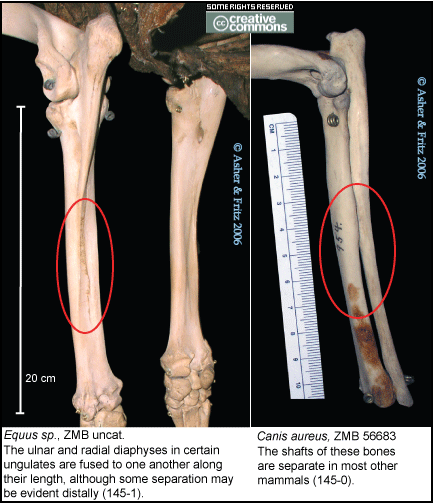 SOME RIGHTS RESERVED
cc creative commons
© Asher & Fritz 2006
© Asher & Fritz 2006
CM
1
2
3
4
5
6
7
8
9
10
20 cm
Equus sp., ZMB uncat.
The ulnar and radial diaphyses in certain
ungulates are fused to one another along
their length, although some separation may
be evident distally (145-1).
Canis aureus, ZMB 56683
The shafts of these bones
are separate in most other
mammals (145-0).